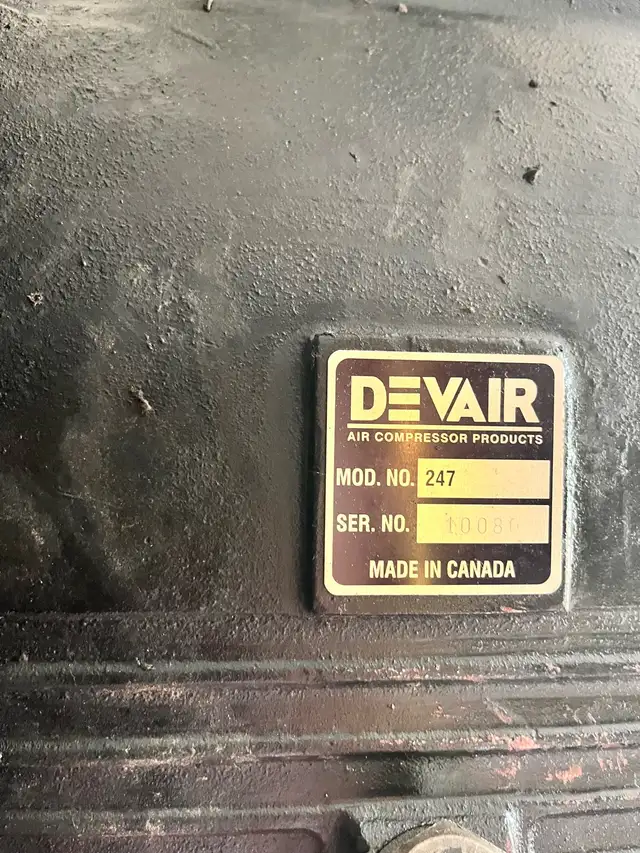 DEVAIR
AIR COMPRESSOR PRODUCTS
MOD. NO. 247
SER. NO.
MADE IN CANADA